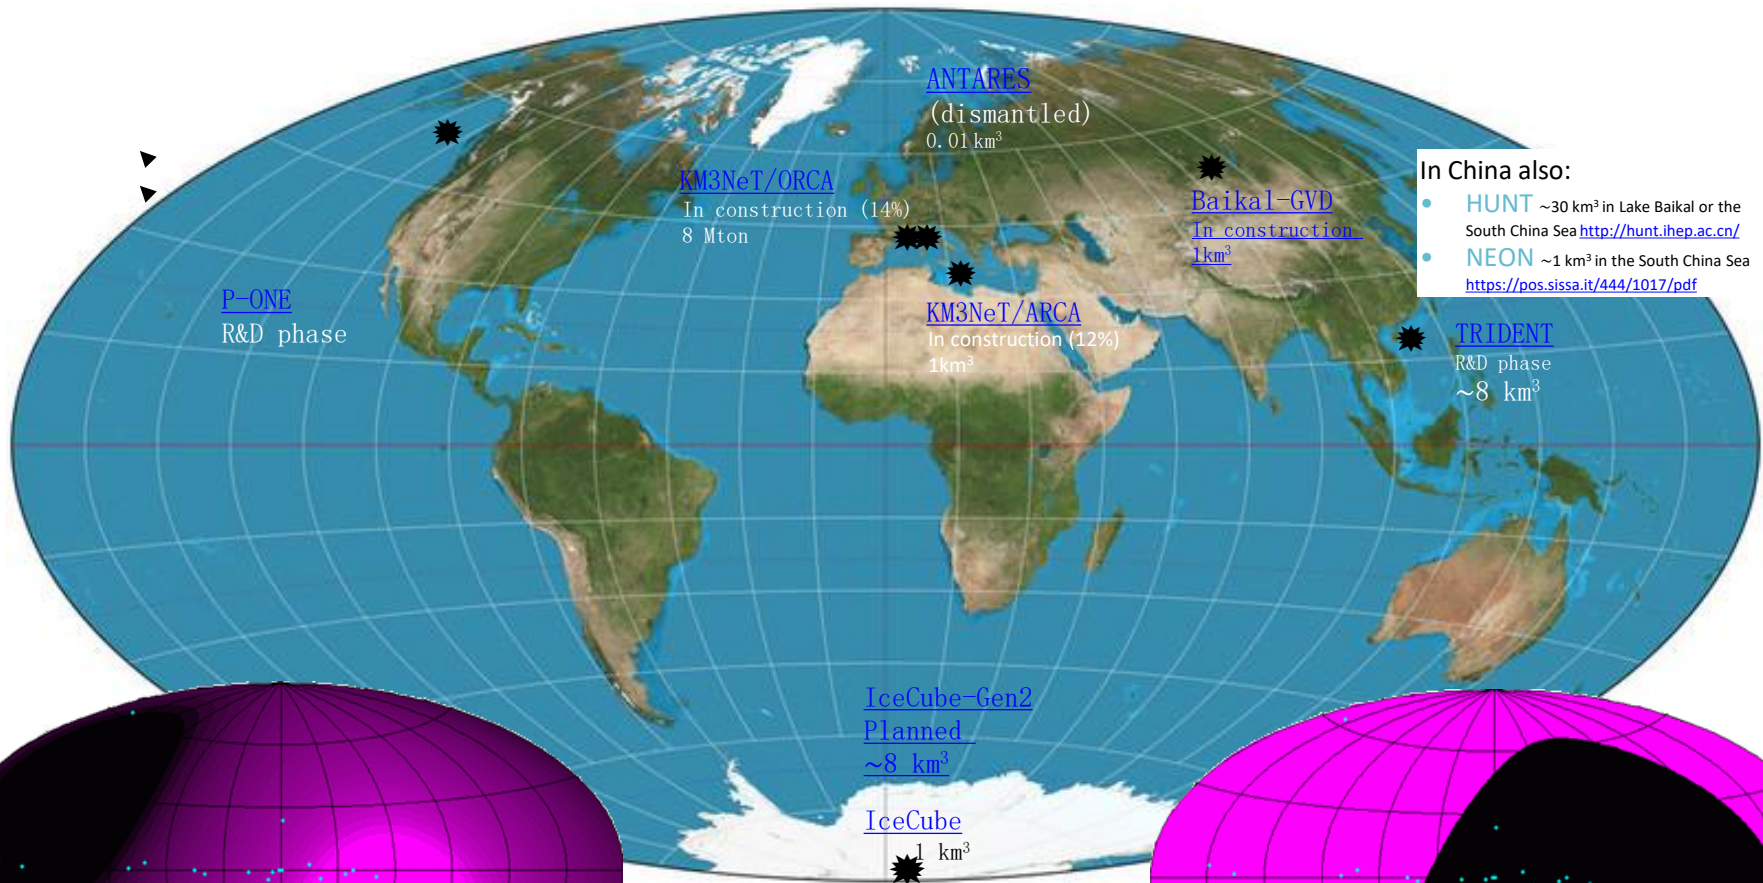 ANTARES
(dismantled)
0.01 km³
KM3NeT/ORCA
In construction (14%)
8 Mton
Baikal-GVD
In construction
1km³
In China also:
• HUNT ~30 km³ in Lake Baikal or the
South China Sea http://hunt.ihep.ac.cn/
• NEON ~1 km³ in the South China Sea
https://pos.sissa.it/444/1017/pdf
P-ONE
R&D phase
KM3NeT/ARCA
In construction (12%)
1km³
TRIDENT
R&D phase
~8 km³
IceCube-Gen2
Planned
~8 km³
IceCube
1 km³